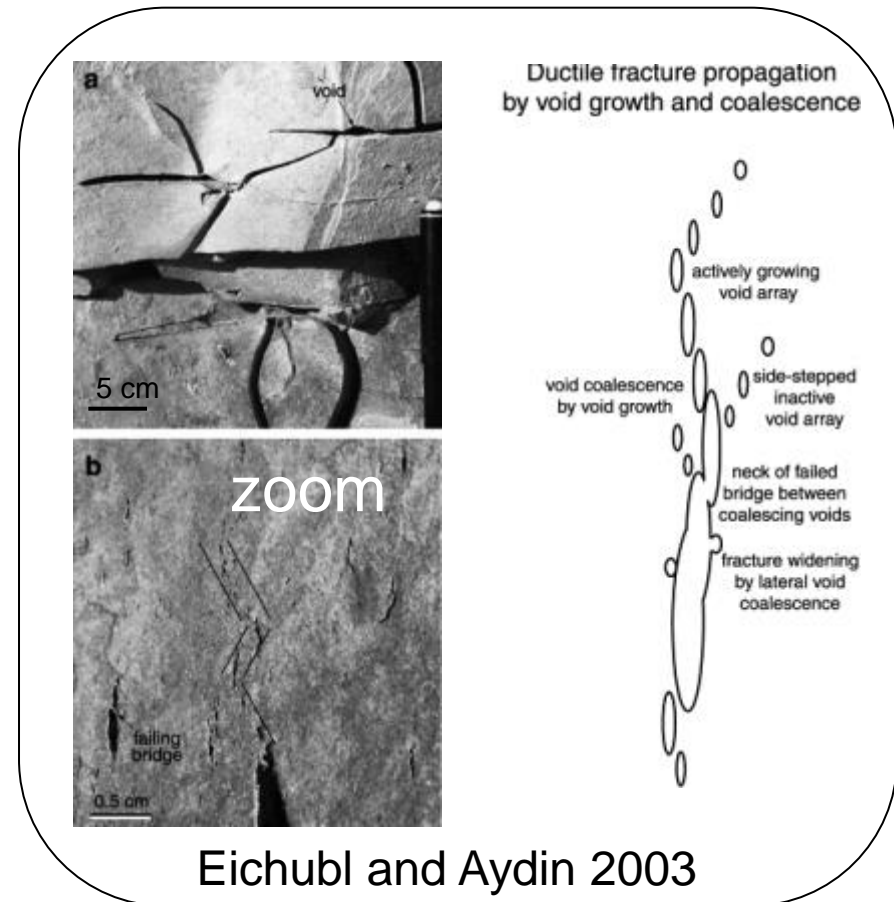 a
void
5 cm
b
zoom
failing
bridge
0.5 cm
Ductile fracture propagation
by void growth and coalescence
actively growing
void array
void coalescence
by void growth
side-stepped
inactive
void array
neck of failed
bridge between
coalescing voids
fracture widening
by lateral void
coalescence
Eichubl and Aydin 2003